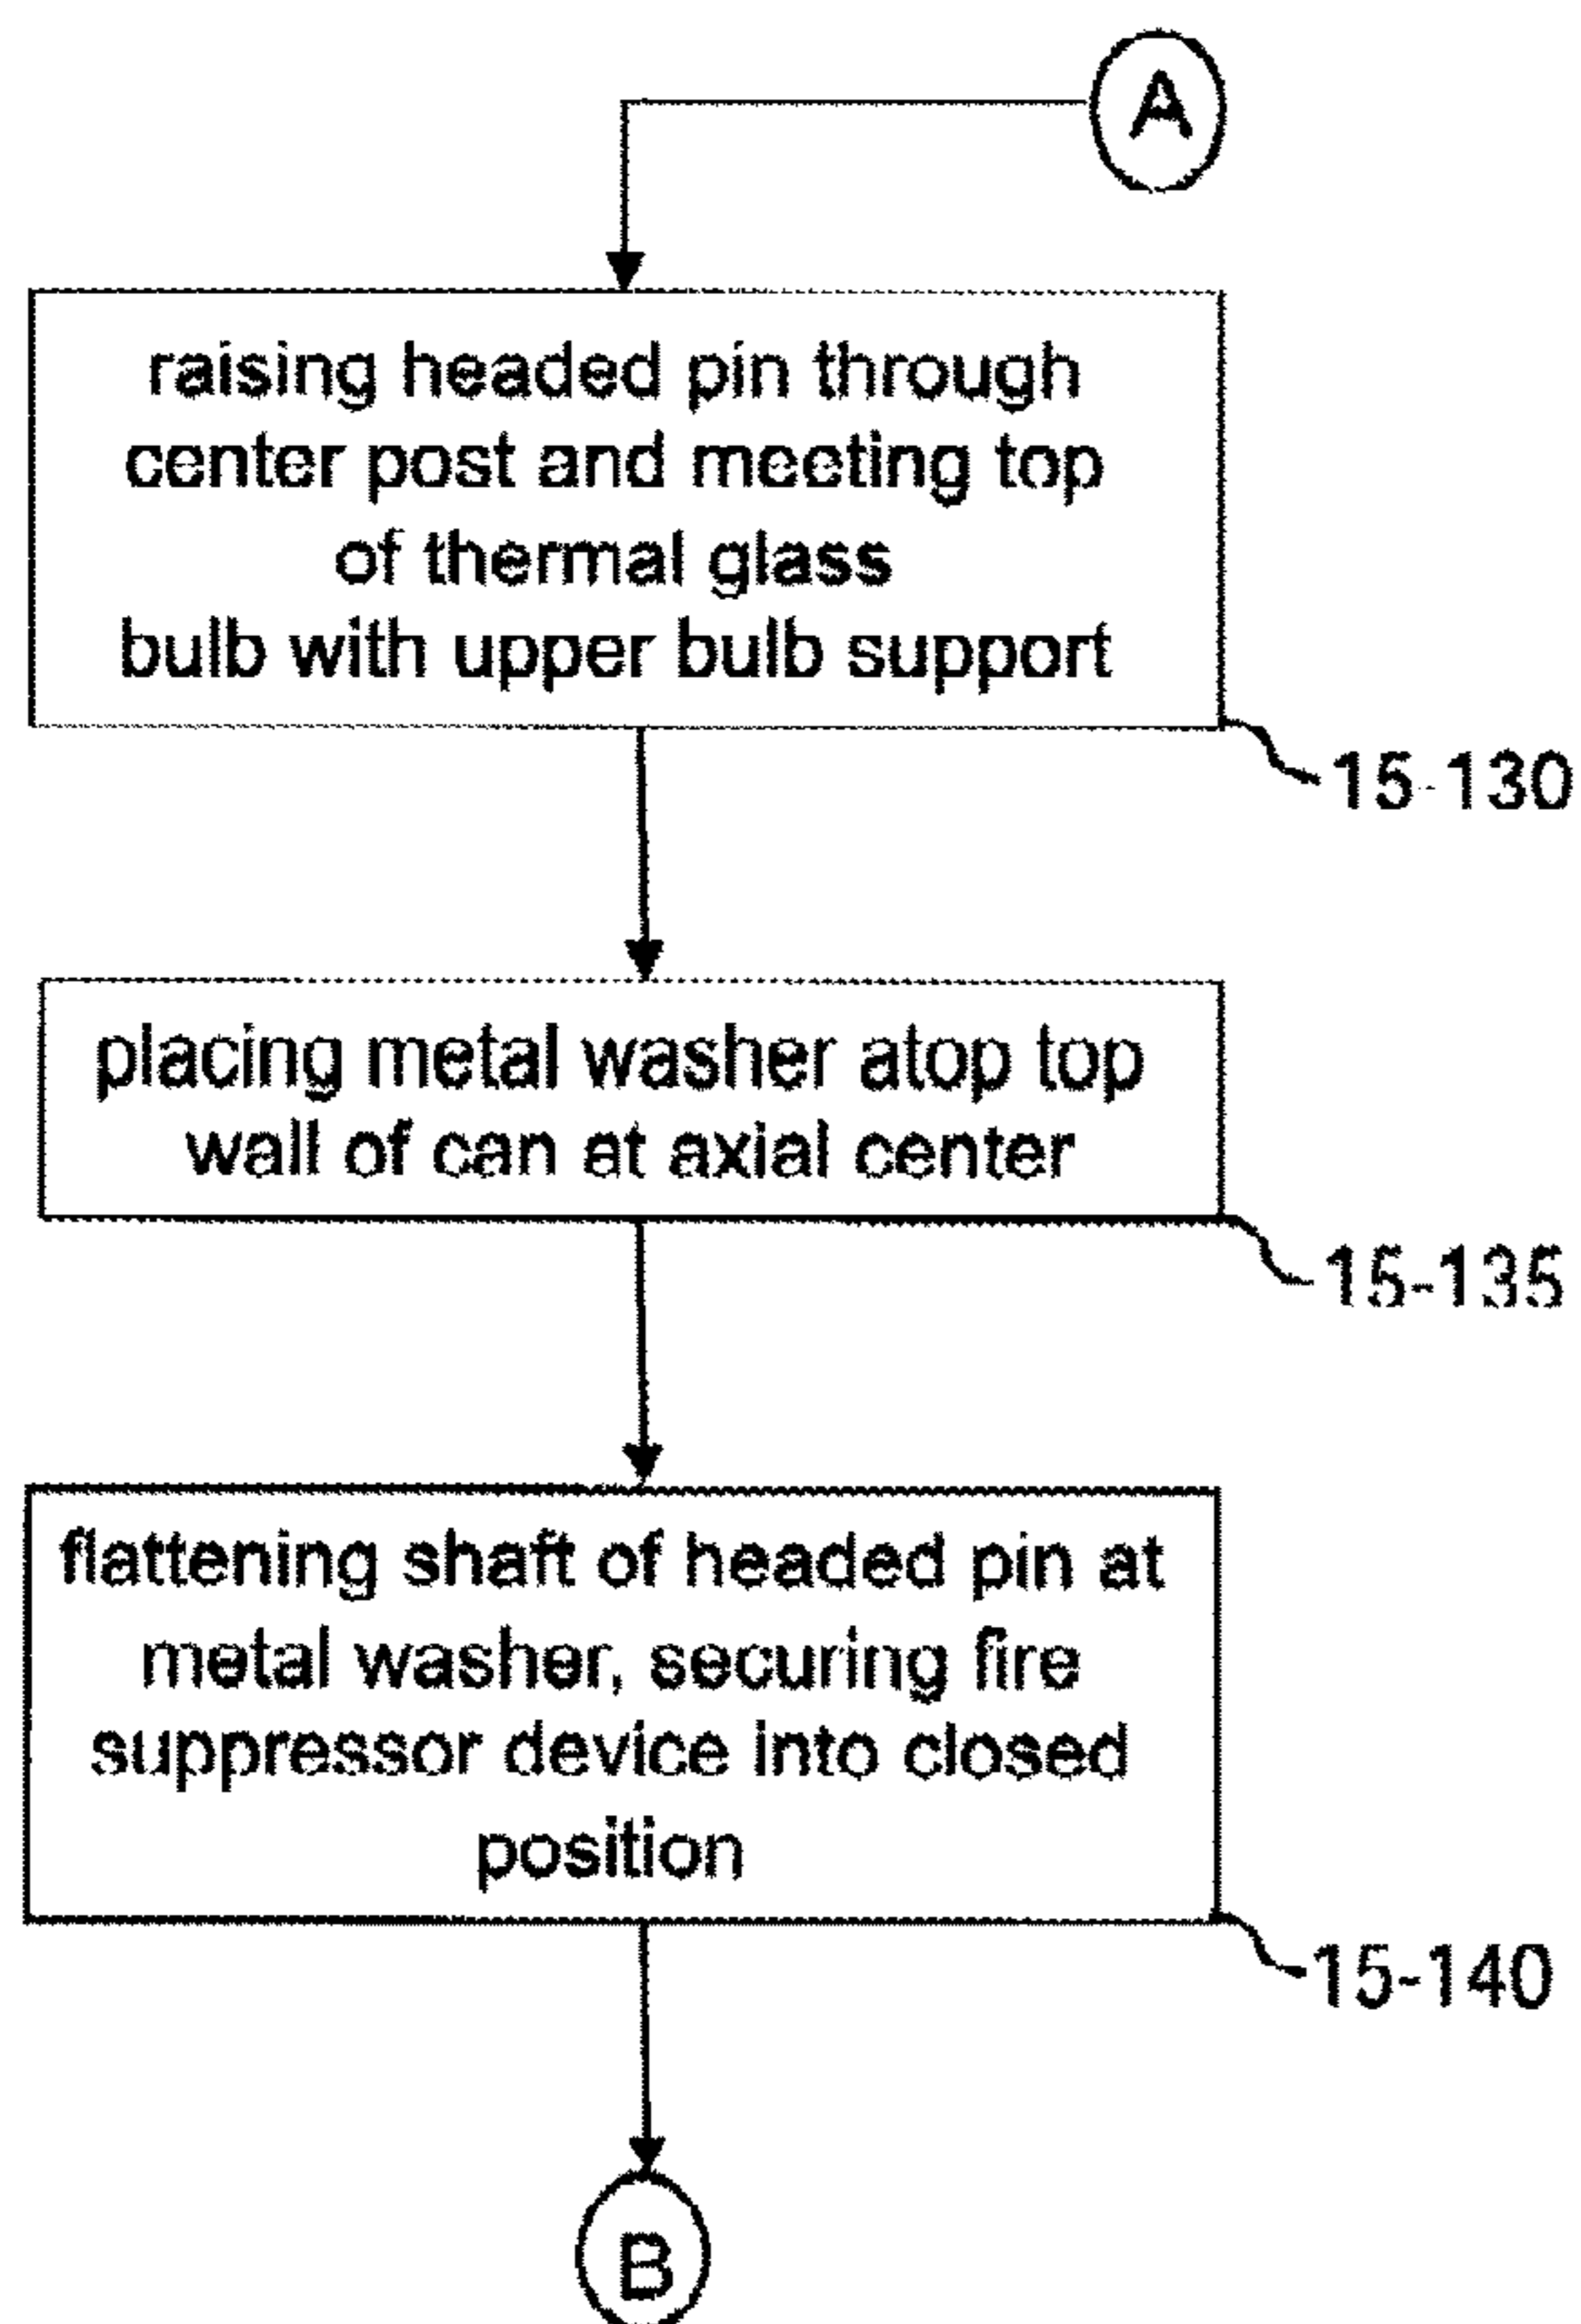 A
raising headed pin through
center post and meeting top
of thermal glass
bulb with upper bulb support
15-130
placing metal washer atop top
wall of can at axial center
15-135
flattening shaft of headed pin at
metal washer, securing fire
suppressor device into closed
position
15-140
B